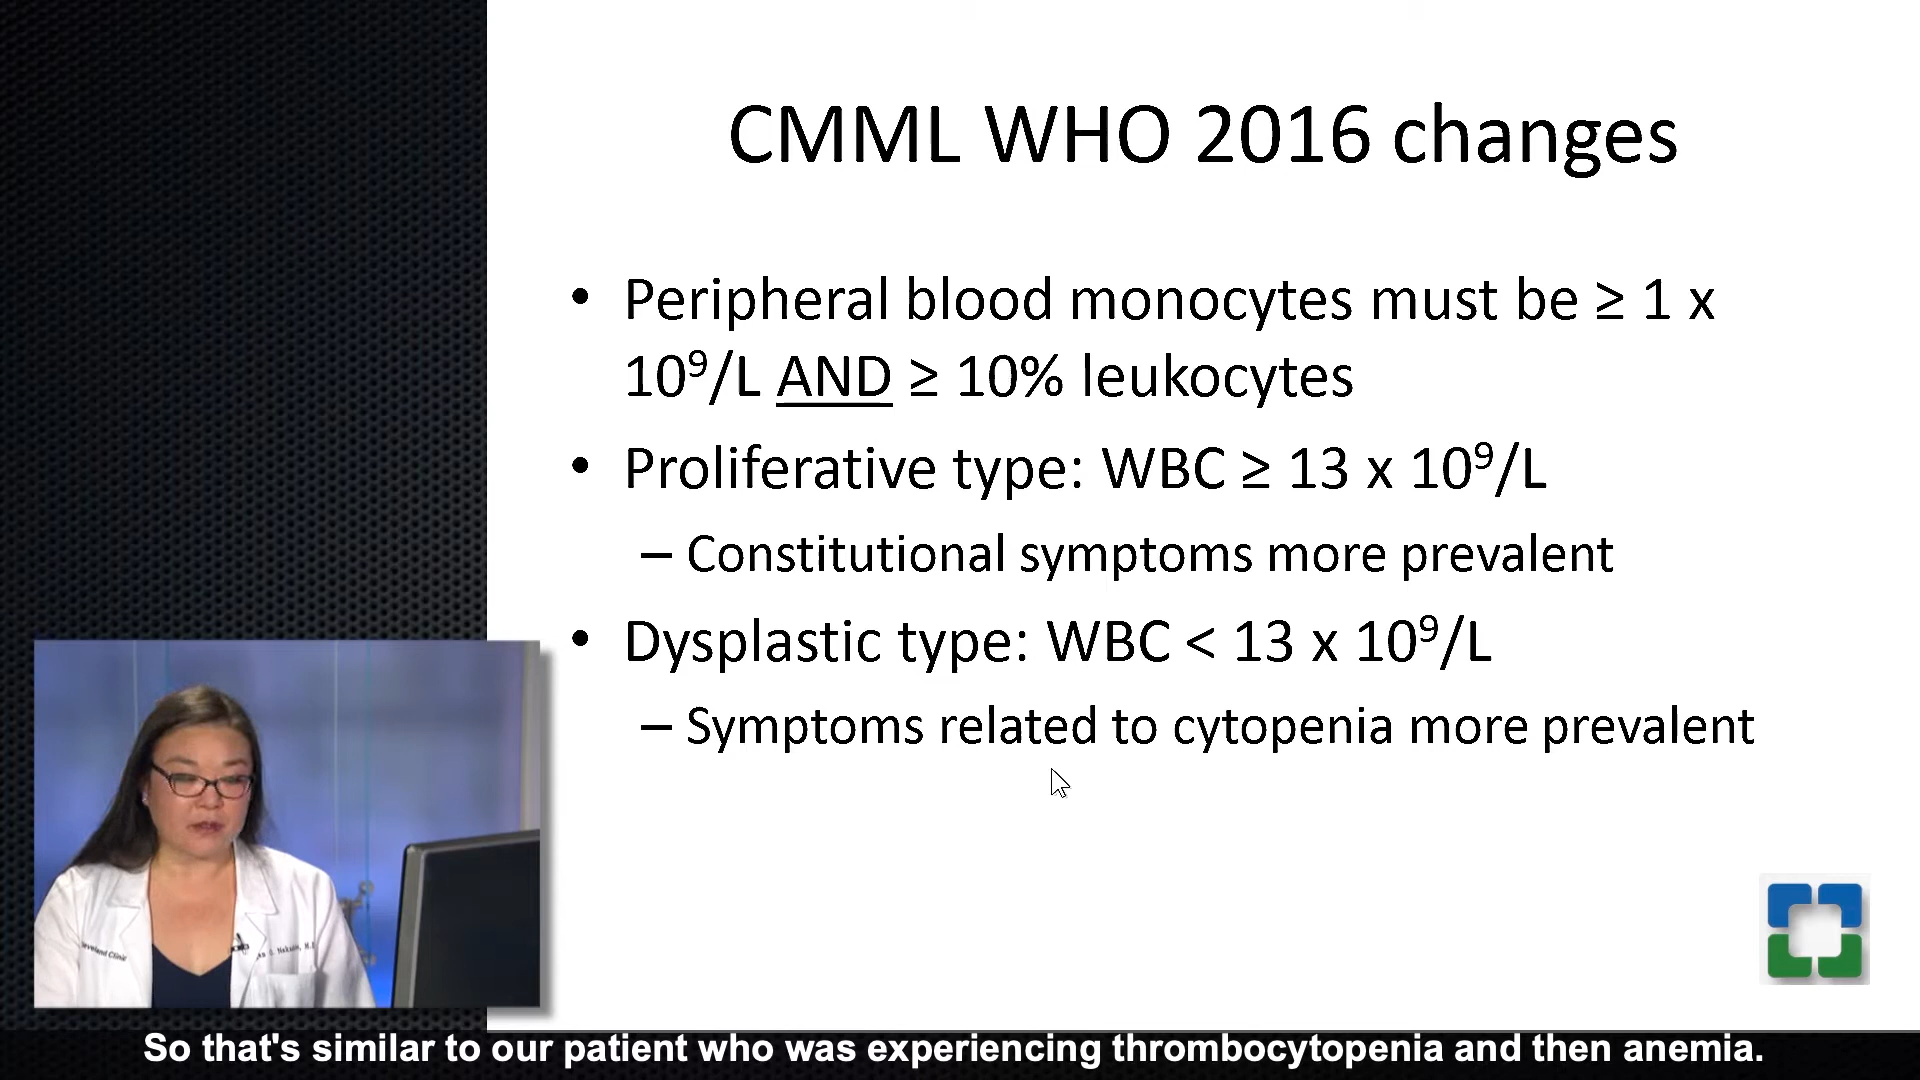 CMML WHO 2016 changes
• Peripheral blood monocytes must be ≥ 1 x
10⁹/L AND ≥ 10% leukocytes
• Proliferative type: WBC ≥ 13 x 10⁹/L
– Constitutional symptoms more prevalent
• Dysplastic type: WBC < 13 x 10⁹/L
– Symptoms related to cytopenia more prevalent
Clinic
So that's similar to our patient who was experiencing thrombocytopenia and then anemia.